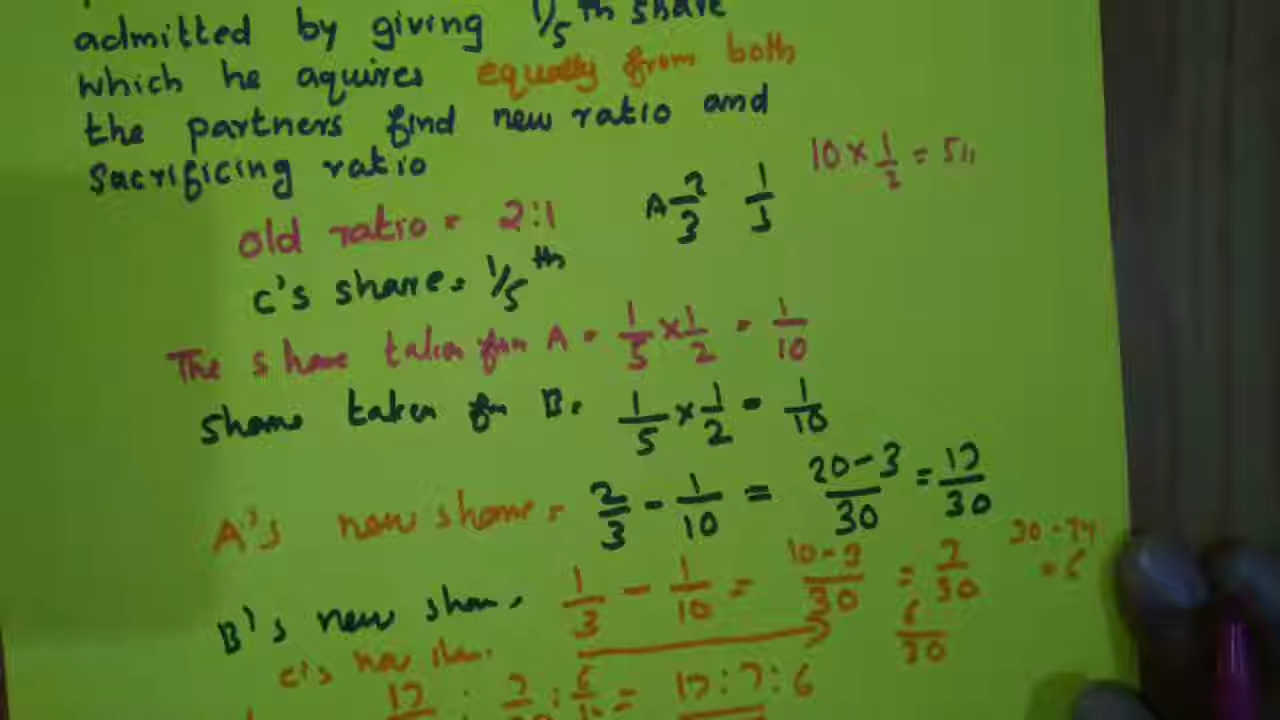 admitted by giving 1/5 th share
which he aquires equally from both
the partners find new ratio and
Sacrificing ratio
10 × 1/2 = 5
old ratio = 2:1 A 2/3 1/3
C's share = 1/5 th
The share taken from A = 1/5 × 1/2 = 1/10
share taken from B = 1/5 × 1/2 = 1/10
A's new share = 2/3 - 1/10 = 20-3/30 = 17/30
B's new share = 1/3 - 1/10 = 10-3/30 = 7/30
C's new share = 6/30
17 : 7 : 6 = 17:7:6